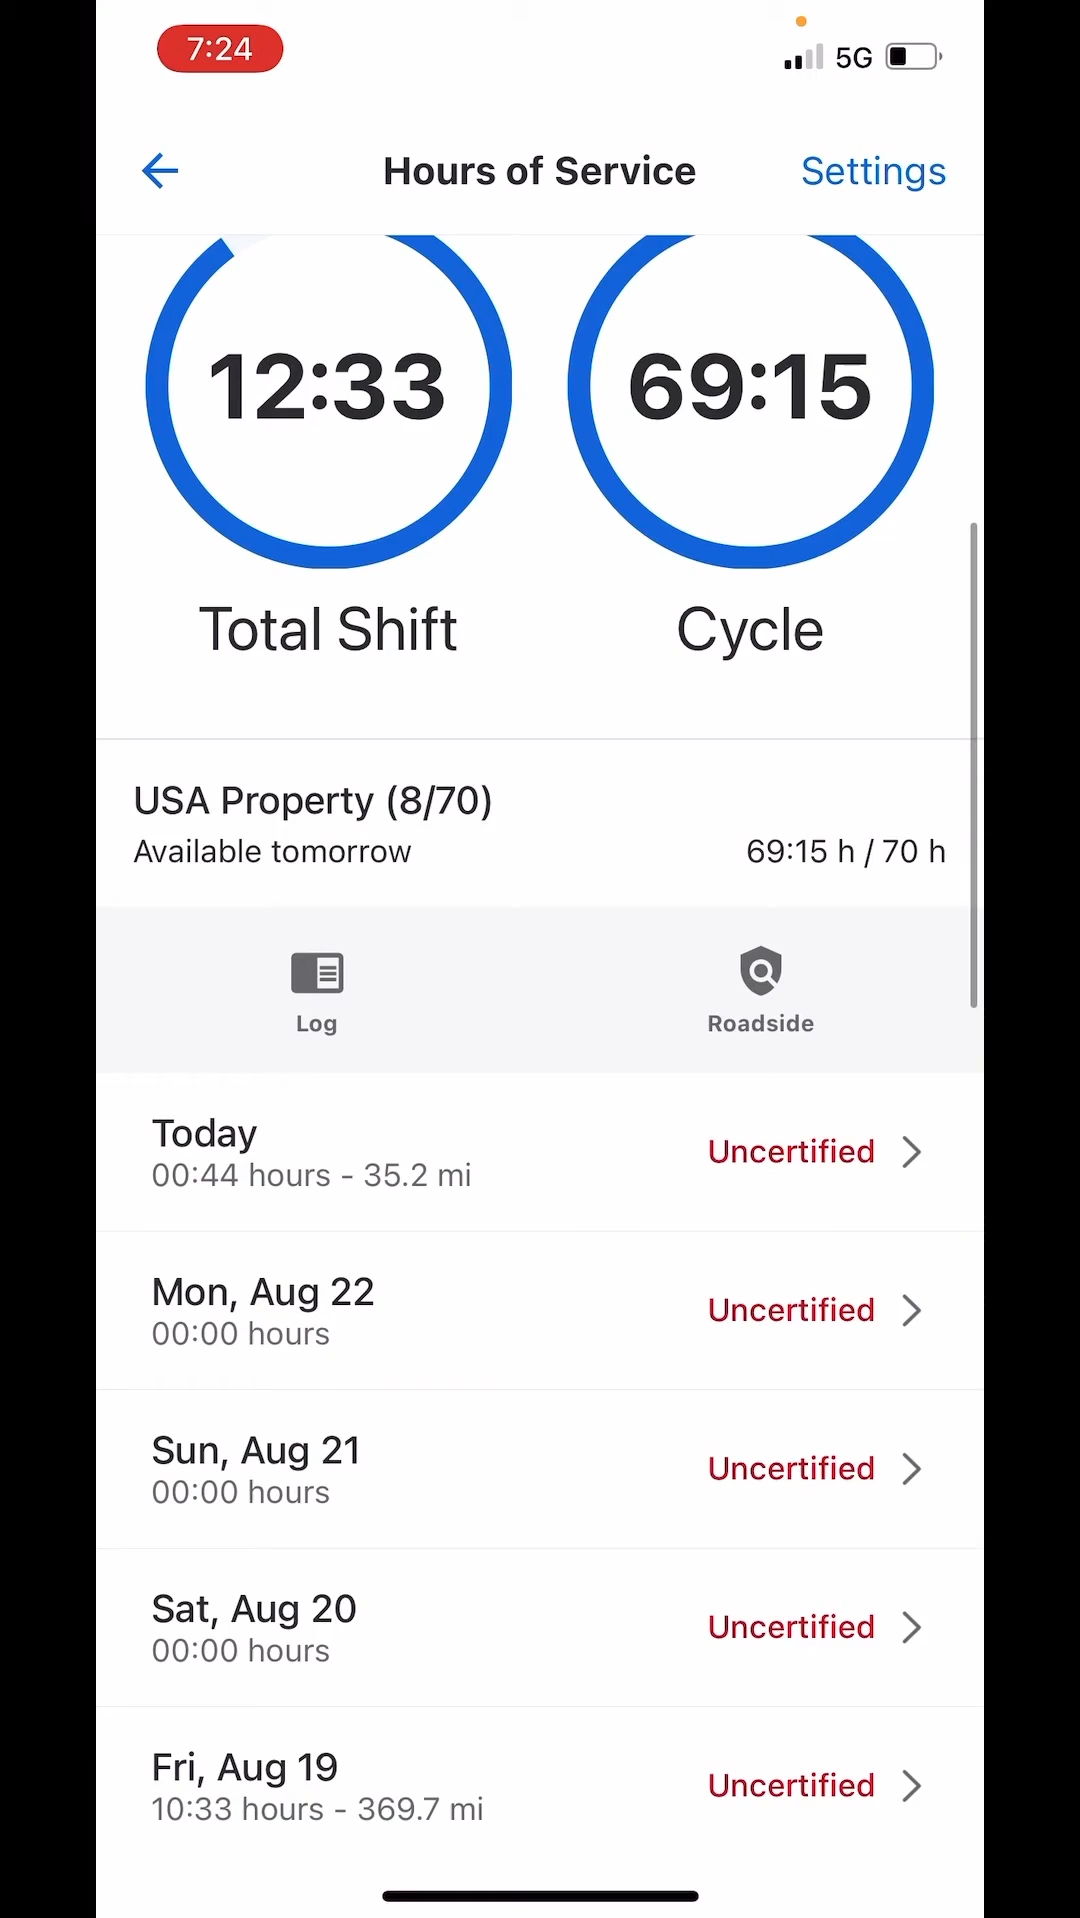 7:24
5G
Hours of Service
Settings
12:33
69:15
Total Shift
Cycle
USA Property (8/70)
Available tomorrow
69:15 h / 70 h
Log
Roadside
Today
00:44 hours - 35.2 mi
Uncertified
Mon, Aug 22
00:00 hours
Uncertified
Sun, Aug 21
00:00 hours
Uncertified
Sat, Aug 20
00:00 hours
Uncertified
Fri, Aug 19
10:33 hours - 369.7 mi
Uncertified